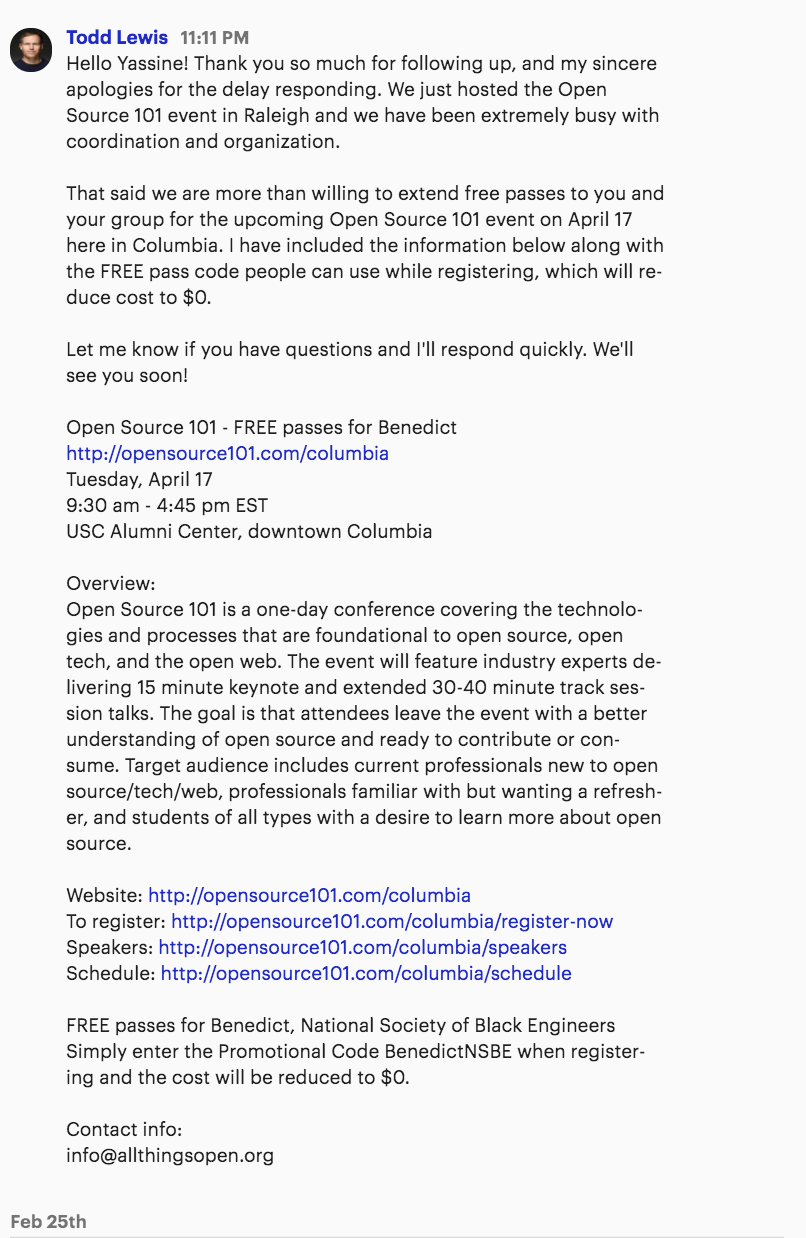 Todd Lewis 11:11 PM
Hello Yassine! Thank you so much for following up, and my sincere
apologies for the delay responding. We just hosted the Open
Source 101 event in Raleigh and we have been extremely busy with
coordination and organization.
That said we are more than willing to extend free passes to you and
your group for the upcoming Open Source 101 event on April 17
here in Columbia. I have included the information below along with
the FREE pass code people can use while registering, which will re-
duce cost to $0.
Let me know if you have questions and I'll respond quickly. We'll
see you soon!
Open Source 101 - FREE passes for Benedict
http://opensource101.com/columbia
Tuesday, April 17
9:30 am - 4:45 pm EST
USC Alumni Center, downtown Columbia
Overview:
Open Source 101 is a one-day conference covering the technolo-
gies and processes that are foundational to open source, open
tech, and the open web. The event will feature industry experts de-
livering 15 minute keynote and extended 30-40 minute track ses-
sion talks. The goal is that attendees leave the event with a better
understanding of open source and ready to contribute or con-
sume. Target audience includes current professionals new to open
source/tech/web, professionals familiar with but wanting a refresh-
er, and students of all types with a desire to learn more about open
source.
Website: http://opensource101.com/columbia
To register: http://opensource101.com/columbia/register-now
Speakers: http://opensource101.com/columbia/speakers
Schedule: http://opensource101.com/columbia/schedule
FREE passes for Benedict, National Society of Black Engineers
Simply enter the Promotional Code BenedictNSBE when register-
ing and the cost will be reduced to $0.
Contact info:
info@allthingsopen.org
Feb 25th